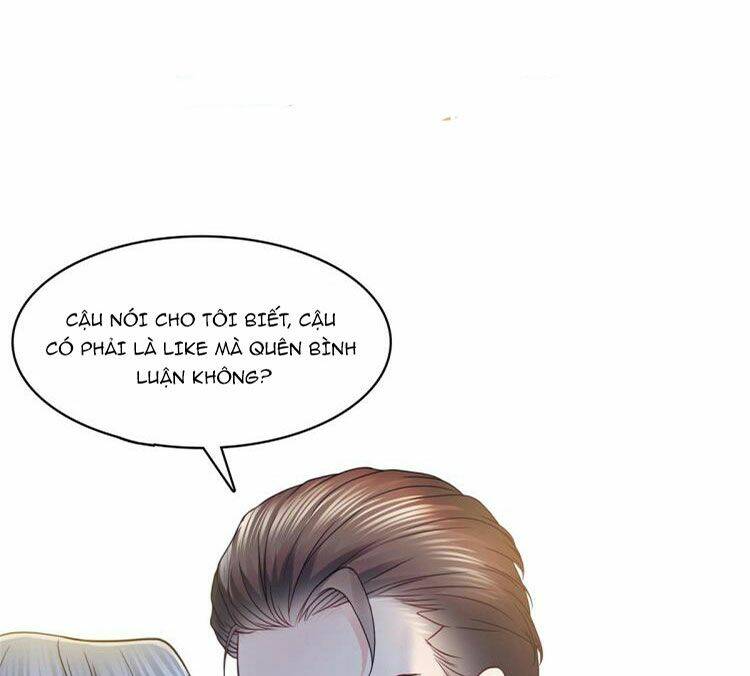 CẬU NÓI CHO TÔI BIẾT, CẬU
CÓ PHẢI LÀ LIKE MÀ QUÊN BÌNH
LUẬN KHÔNG?